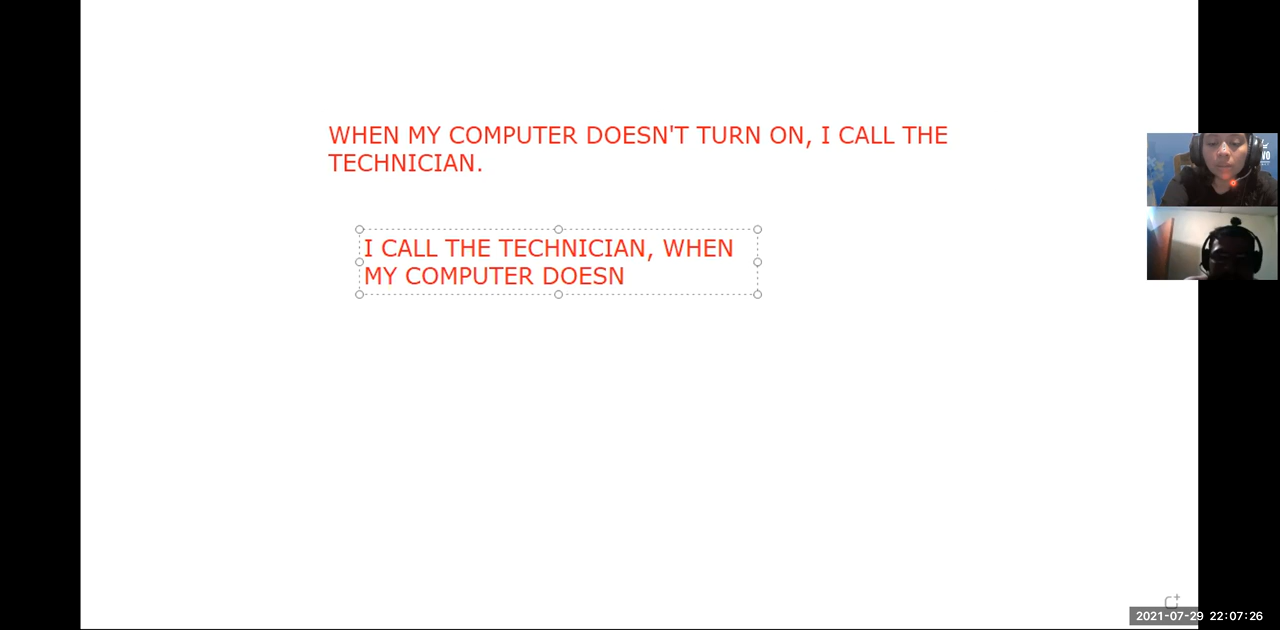 WHEN MY COMPUTER DOESN'T TURN ON, I CALL THE
TECHNICIAN.
I CALL THE TECHNICIAN, WHEN
MY COMPUTER DOESN
2021-07-29 22:07:26